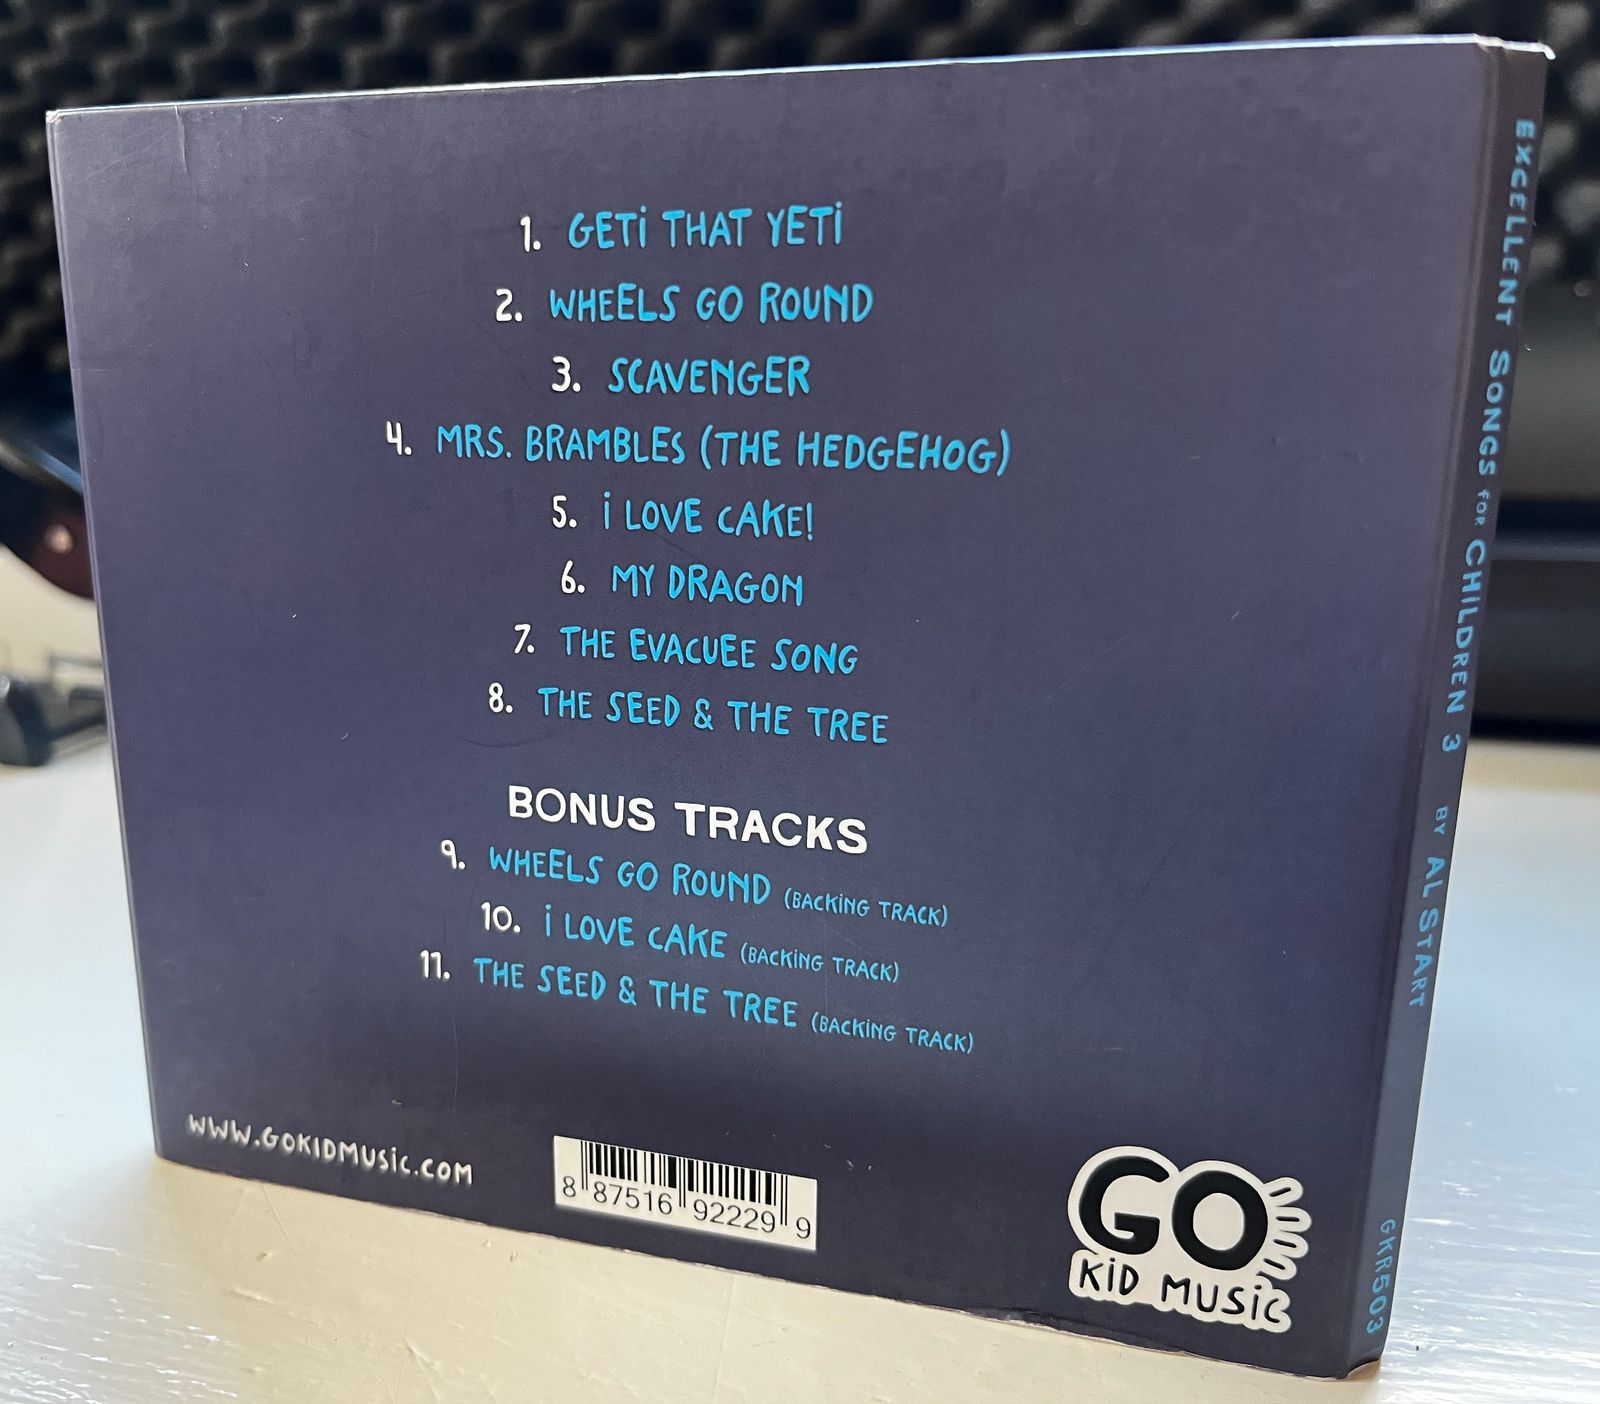 1. GETi THAT YETi
2. WHEELS GO ROUND
3. SCAVENGER
4. MRS. BRAMBLES (THE HEDGEHOG)
5. i LOVE CAKE!
6. MY DRAGON
7. THE EVACUEE SONG
8. THE SEED & THE TREE
BONUS TRACKS
9. WHEELS GO ROUND (BACKiNG TRACK)
10. i LOVE CAKE (BACKiNG TRACK)
11. THE SEED & THE TREE (BACKiNG TRACK)
WWW.GOKIDMUSiC.COM
8 87516 92229 9
GO
KiD MUSiC
EXCELLENT SONGS FOR CHiLDREN 3 BY AL START
GKR503